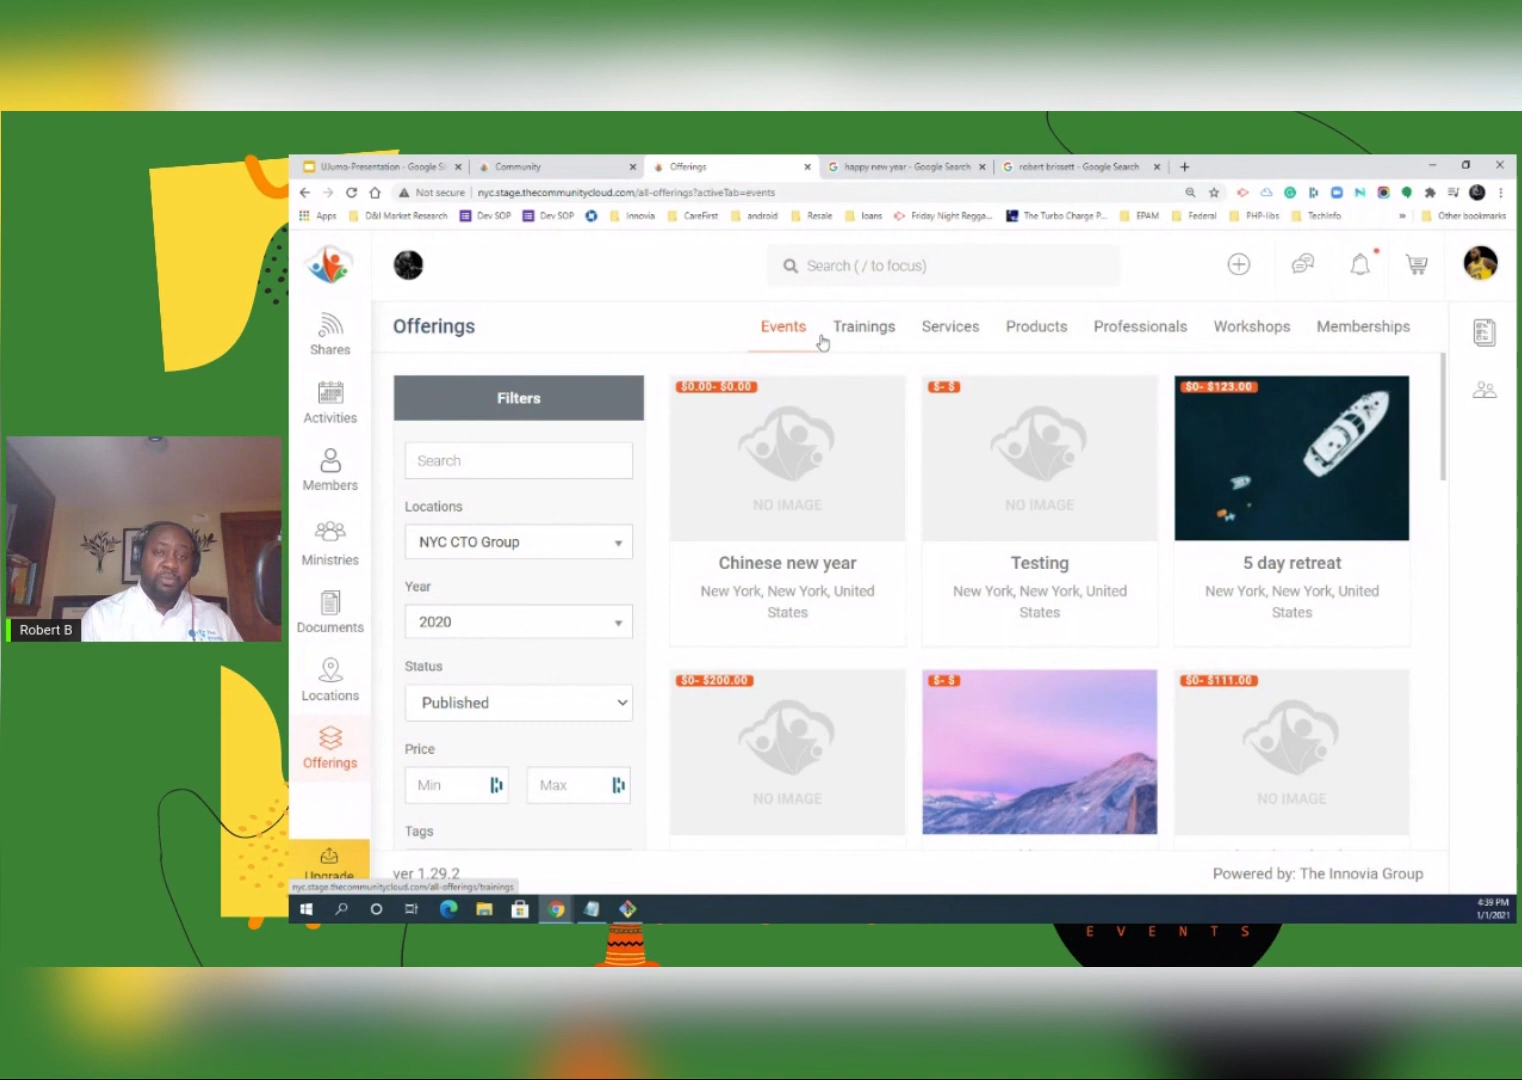 UJuma-Presentation - Google Sl
Community
Offerings
happy new year - Google Search
robert brissett - Google Search
Not secure
nyc.stage.thecommunitycloud.com/all-offerings?activeTab=events
Apps
D&I Market Research
Dev SOP
Dev SOP
Innovia
CareFirst
android
Resale
loans
Friday Night Regga...
The Turbo Charge P...
EPAM
Federal
PHP-libs
TechInfo
»
Other bookmarks
Search ( / to focus)
Shares
Activities
Members
Ministries
Documents
Locations
Offerings
Upgrade
Offerings
Events
Trainings
Services
Products
Professionals
Workshops
Memberships
Filters
Search
Locations
NYC CTO Group
Year
2020
Status
Published
Price
Min
Max
Tags
$0.00- $0.00
NO IMAGE
Chinese new year
New York, New York, United
States
$- $
NO IMAGE
Testing
New York, New York, United
States
$0- $123.00
5 day retreat
New York, New York, United
States
$0- $200.00
NO IMAGE
$- $
$0- $111.00
NO IMAGE
ver 1.29.2
Powered by: The Innovia Group
nyc.stage.thecommunitycloud.com/all-offerings/trainings
4:39 PM
1/1/2021
Robert B
EVENTS